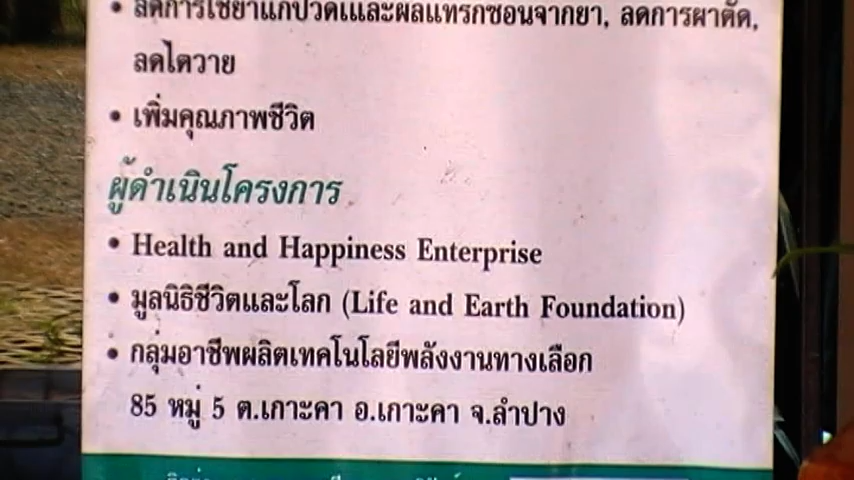 • ลดการใช้ยาแก้ปวดและผลแทรกซ้อนจากยา, ลดการผ่าตัด,
ลดไตวาย
• เพิ่มคุณภาพชีวิต
ผู้ดำเนินโครงการ
• Health and Happiness Enterprise
• มูลนิธิชีวิตและโลก (Life and Earth Foundation)
• กลุ่มอาชีพผลิตเทคโนโลยีพลังงานทางเลือก
85 หมู่ 5 ต.เกาะคา อ.เกาะคา จ.ลำปาง